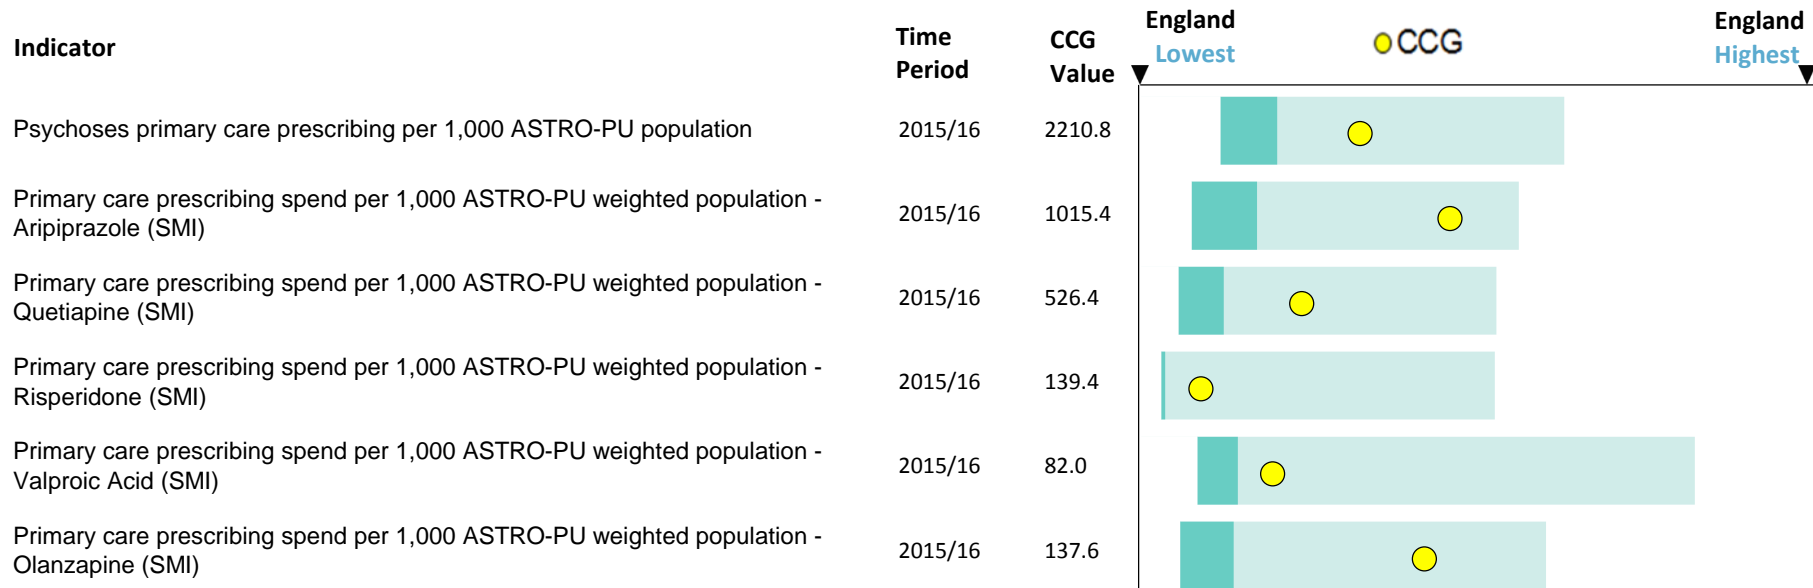 Indicator
Time
Period
CCG
Value
England
Lowest
CCG
England
Highest
Psychoses primary care prescribing per 1,000 ASTRO-PU population
2015/16
2210.8
Primary care prescribing spend per 1,000 ASTRO-PU weighted population -
Aripiprazole (SMI)
2015/16
1015.4
Primary care prescribing spend per 1,000 ASTRO-PU weighted population -
Quetiapine (SMI)
2015/16
526.4
Primary care prescribing spend per 1,000 ASTRO-PU weighted population -
Risperidone (SMI)
2015/16
139.4
Primary care prescribing spend per 1,000 ASTRO-PU weighted population -
Valproic Acid (SMI)
2015/16
82.0
Primary care prescribing spend per 1,000 ASTRO-PU weighted population -
Olanzapine (SMI)
2015/16
137.6